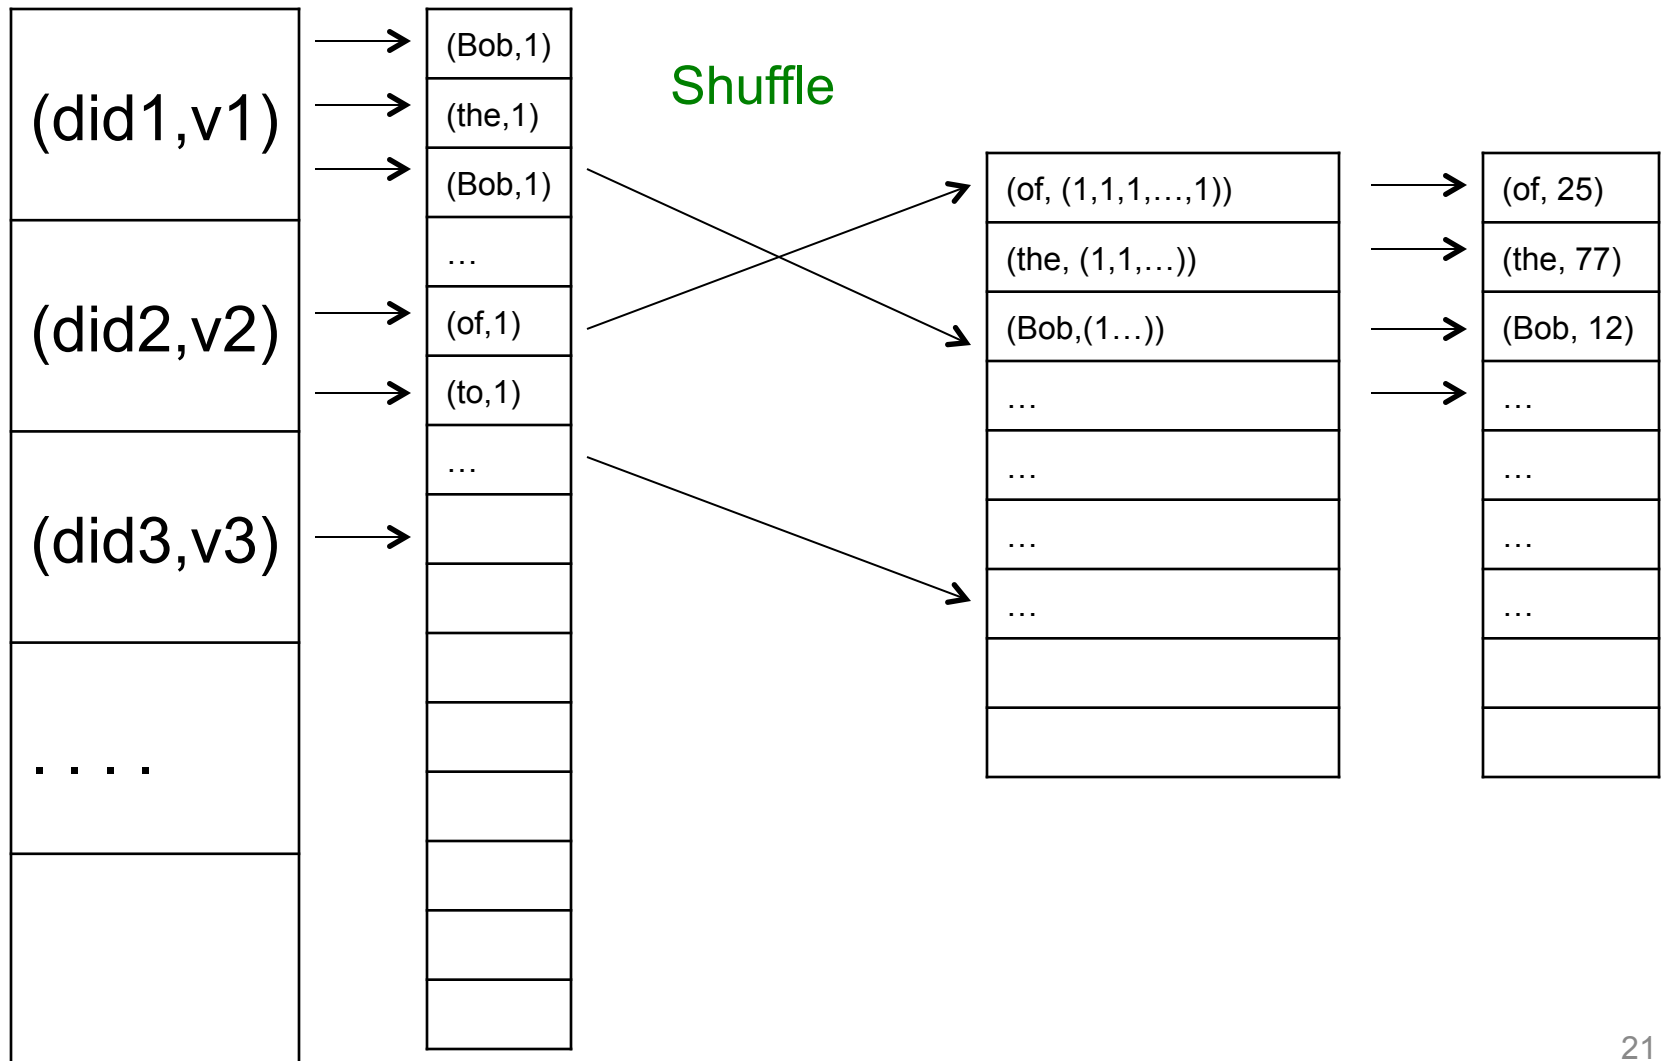 (did1,v1)
(did2,v2)
(did3,v3)
. . . .
(Bob,1)
(the,1)
(Bob,1)
…
(of,1)
(to,1)
…
Shuffle
(of, (1,1,1,…,1))
(the, (1,1,…))
(Bob,(1…))
…
…
…
…
(of, 25)
(the, 77)
(Bob, 12)
…
…
…
…
21